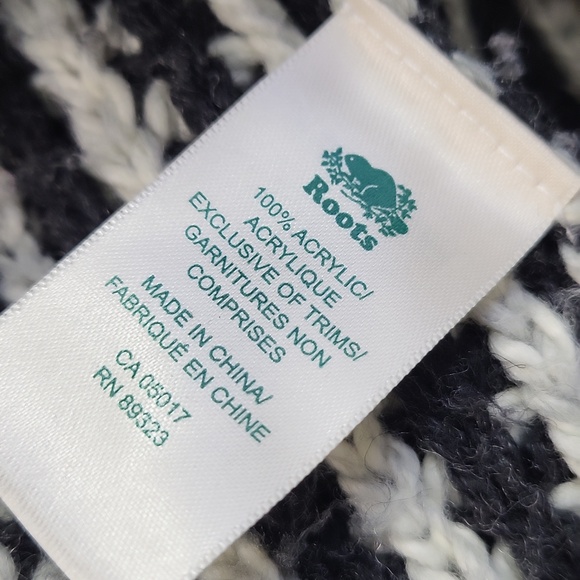 Roots
100% ACRYLIC/
ACRYLIQUE
EXCLUSIVE OF TRIMS/
GARNITURES NON
COMPRISES
MADE IN CHINA/
FABRIQUÉ EN CHINE
CA 05017
RN 89323